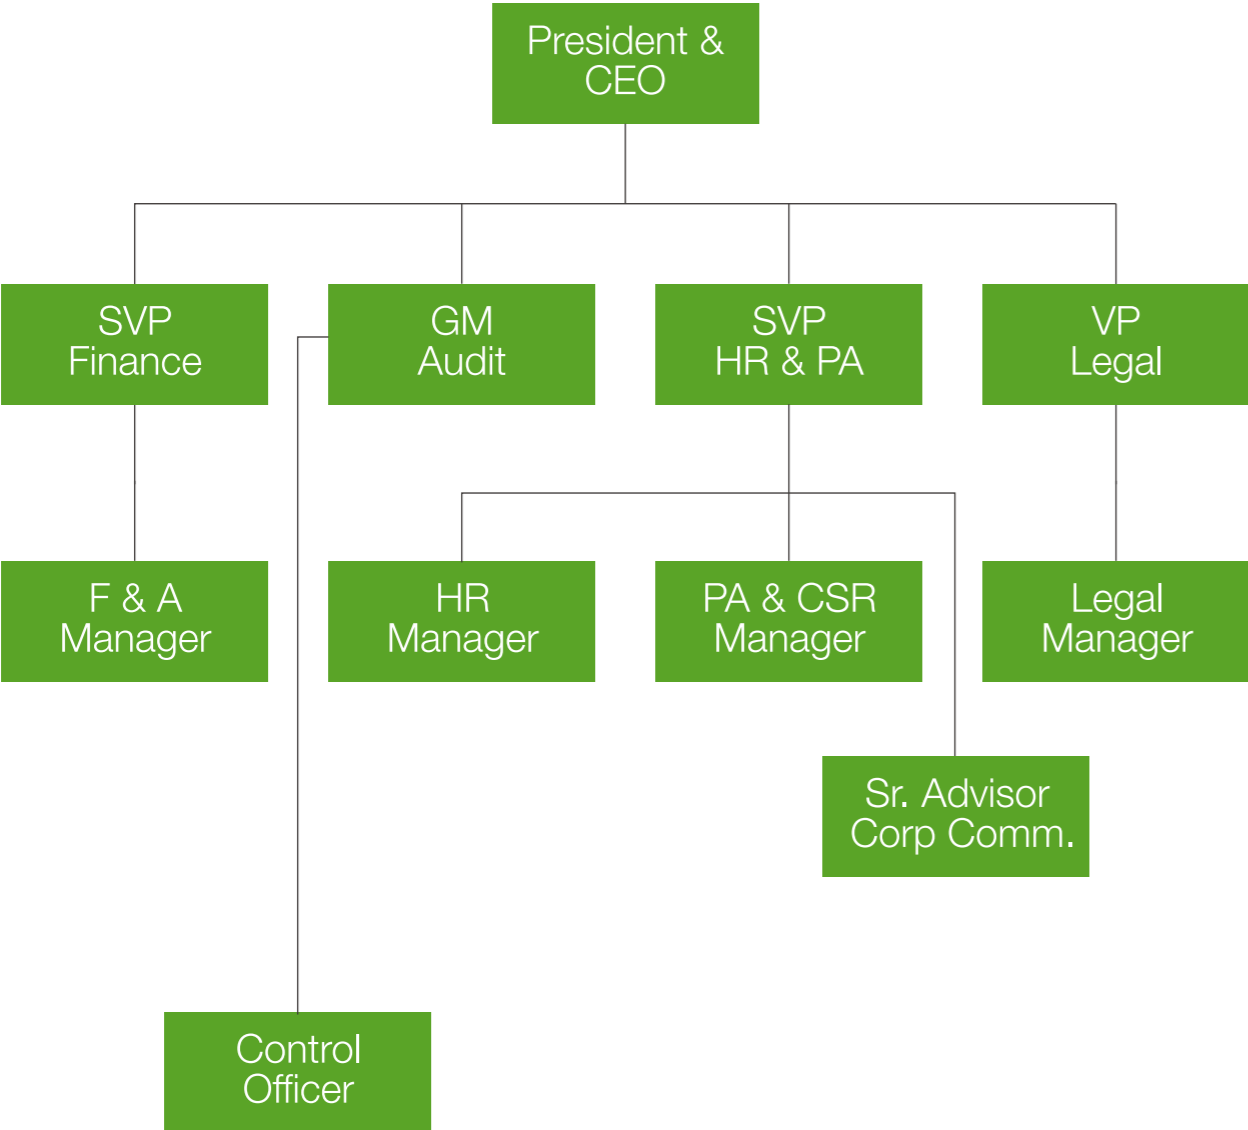 President &
CEO
SVP
Finance
GM
Audit
SVP
HR & PA
VP
Legal
F & A
Manager
HR
Manager
PA & CSR
Manager
Legal
Manager
Sr. Advisor
Corp Comm.
Control
Officer